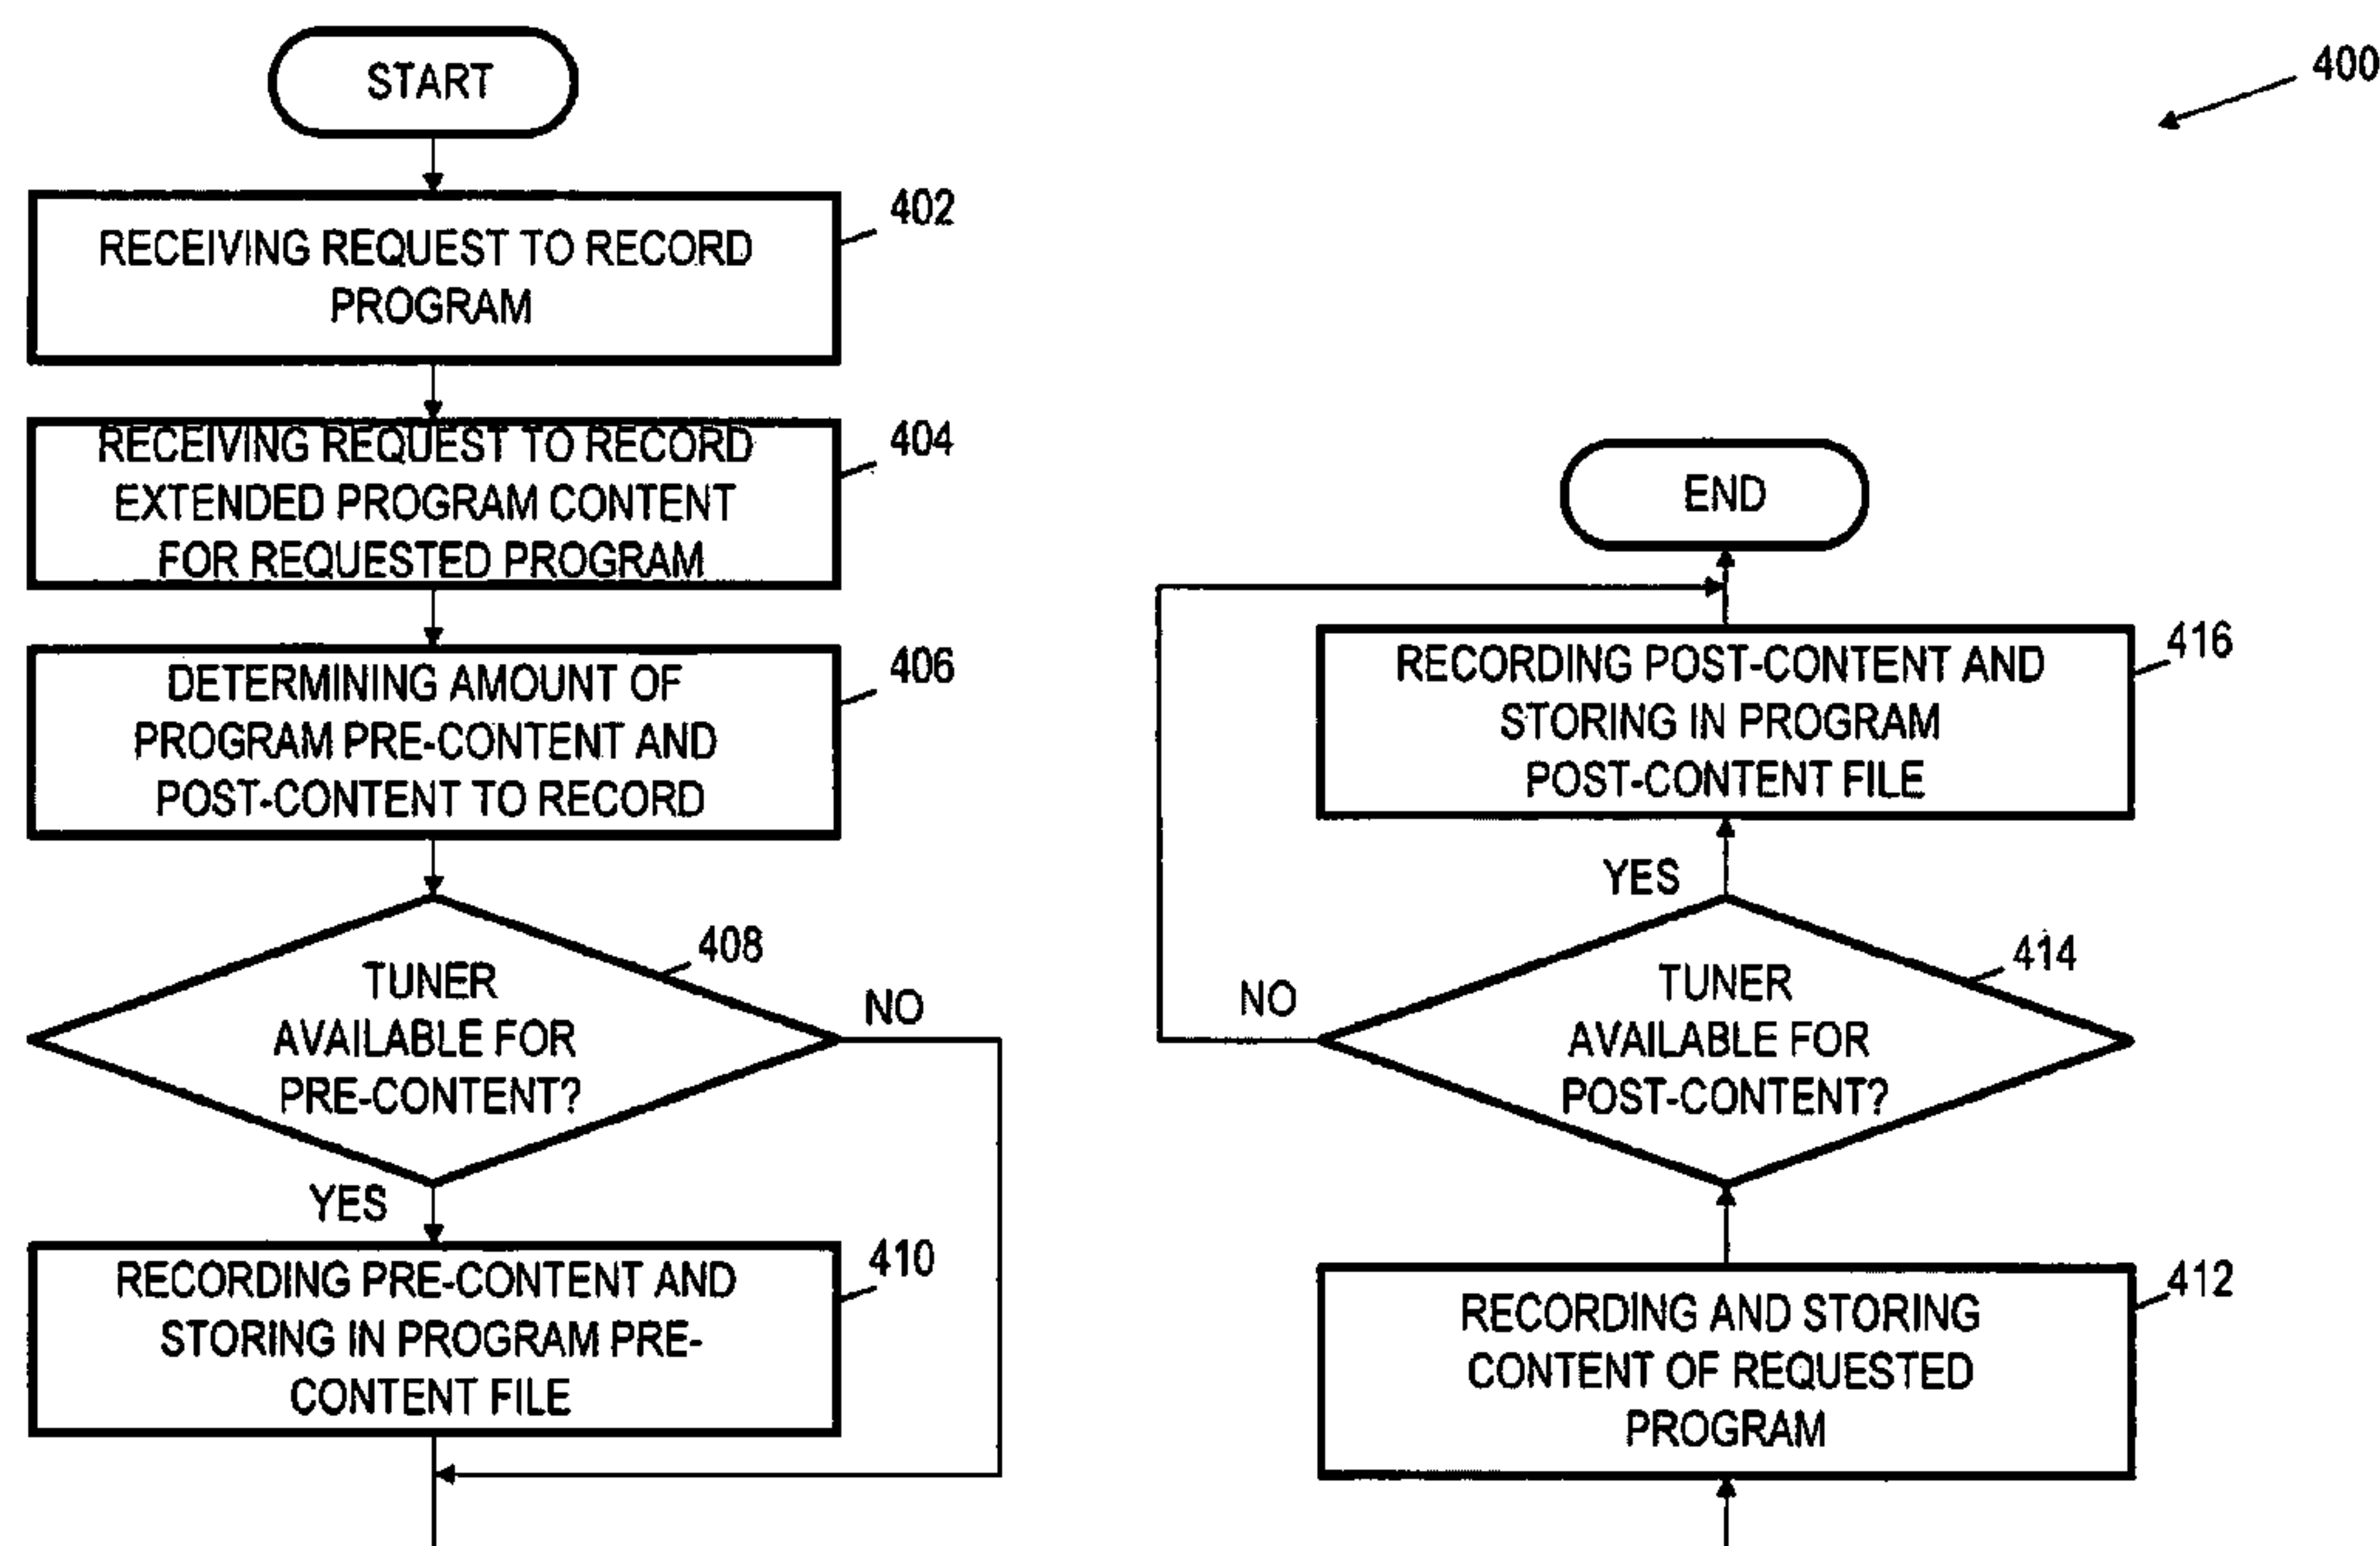 START
400
402
RECEIVING REQUEST TO RECORD
PROGRAM
404
RECEIVING REQUEST TO RECORD
EXTENDED PROGRAM CONTENT
FOR REQUESTED PROGRAM
406
DETERMINING AMOUNT OF
PROGRAM PRE-CONTENT AND
POST-CONTENT TO RECORD
408
TUNER
AVAILABLE FOR
PRE-CONTENT?
NO
YES
410
RECORDING PRE-CONTENT AND
STORING IN PROGRAM PRE-
CONTENT FILE
END
416
RECORDING POST-CONTENT AND
STORING IN PROGRAM
POST-CONTENT FILE
YES
414
NO
TUNER
AVAILABLE FOR
POST-CONTENT?
412
RECORDING AND STORING
CONTENT OF REQUESTED
PROGRAM